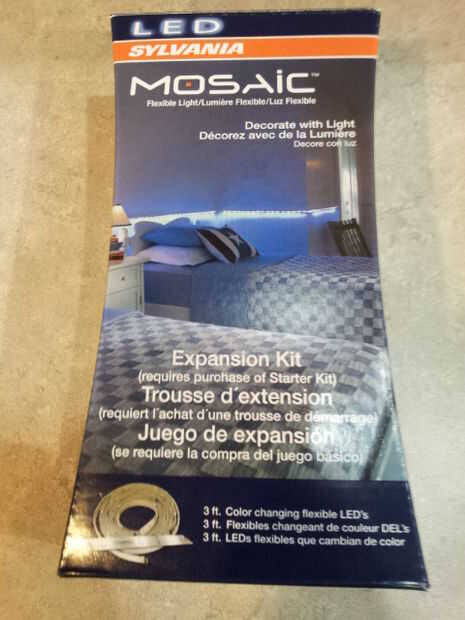 LED
SYLVANIA
MOSAIC™
Flexible Light/Lumière Flexible/Luz Flexible
Decorate with Light
Décorez avec de la Lumière
Decore con luz
Expansion Kit
(requires purchase of Starter Kit)
Trousse d'extension
(requiert l'achat d'une trousse de démarrage)
Juego de expansión
(se requiere la compra del juego básico)
3 ft. Color changing flexible LED's
3 ft. Flexibles changeant de couleur DEL's
3 ft. LEDs flexibles que cambian de color